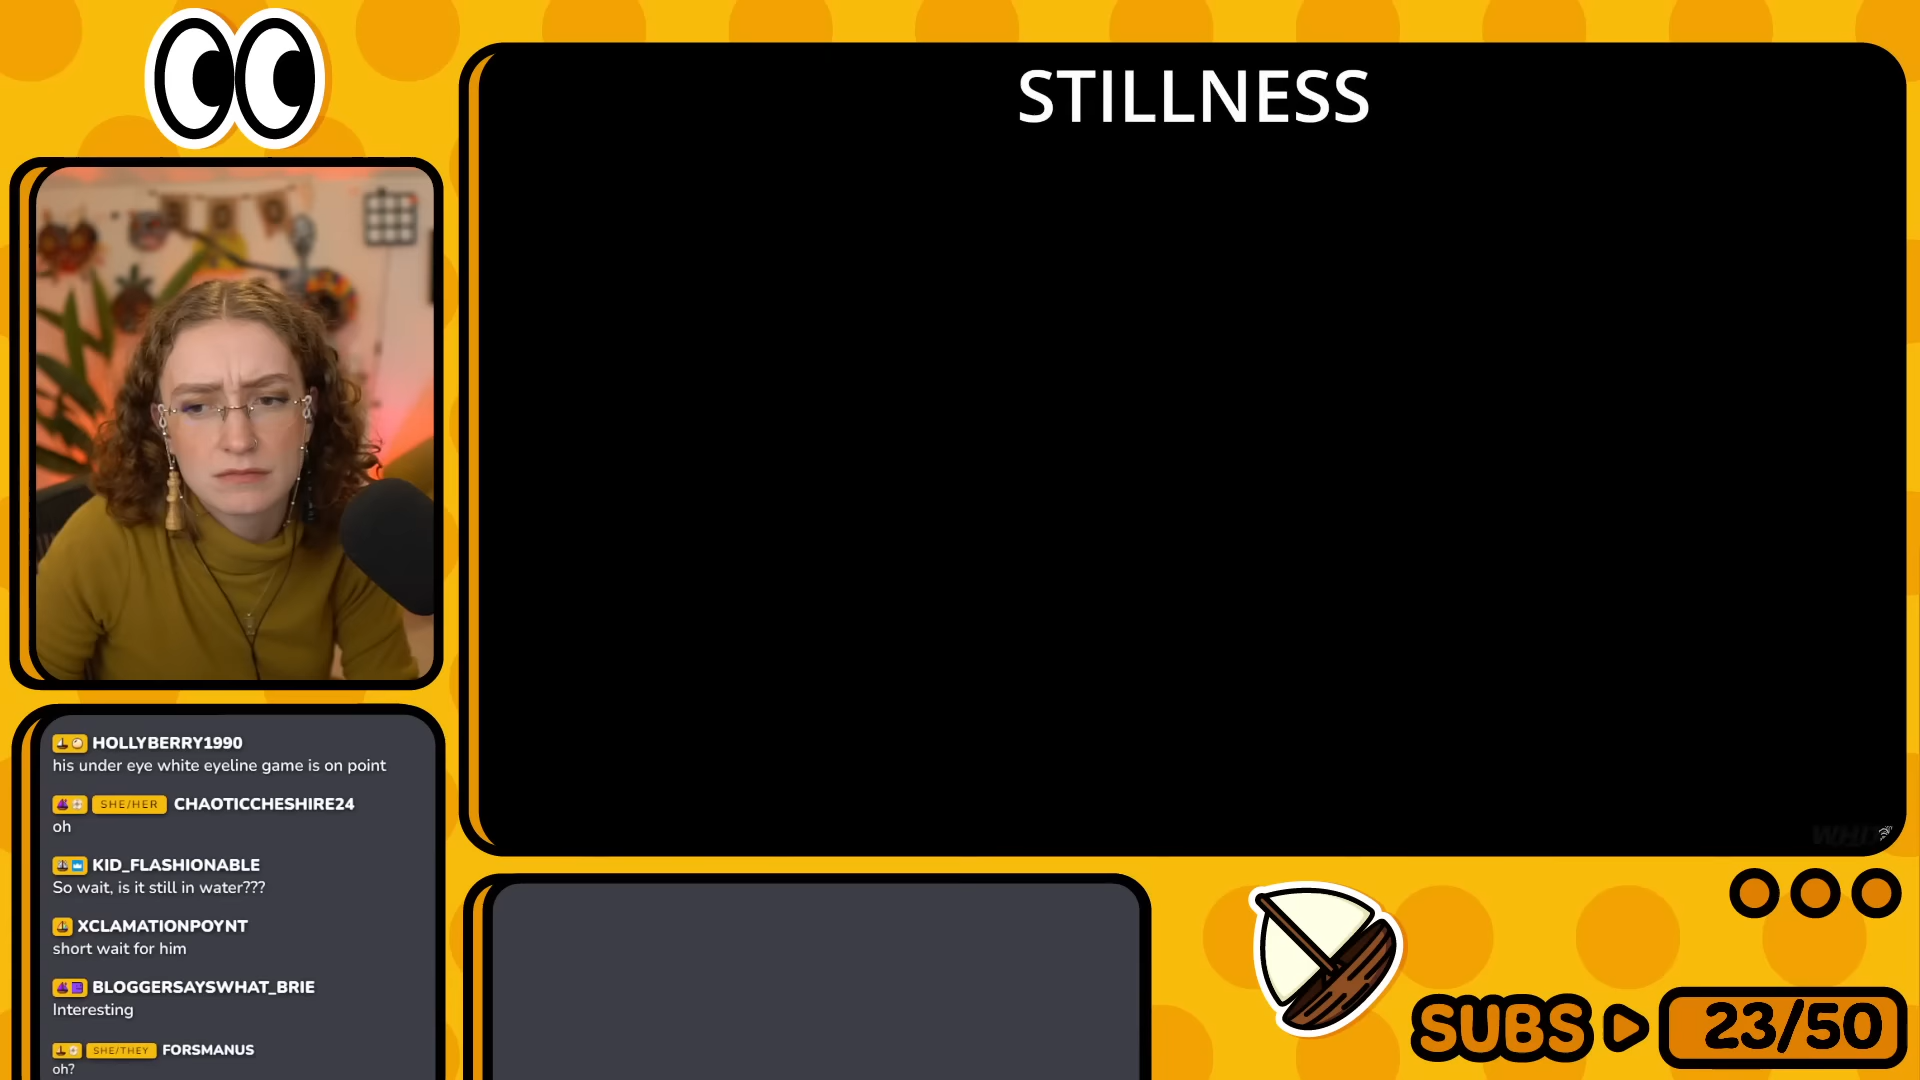 STILLNESS
HOLLYBERRY1990
his under eye white eyeline game is on point
SHE/HER CHAOTICCHESHIRE24
oh
KID_FLASHIONABLE
So wait, is it still in water???
XCLAMATIONPOYNT
short wait for him
BLOGGERSAYSWHAT_BRIE
Interesting
SHE/THEY FORSMANUS
oh?
SUBS 23/50